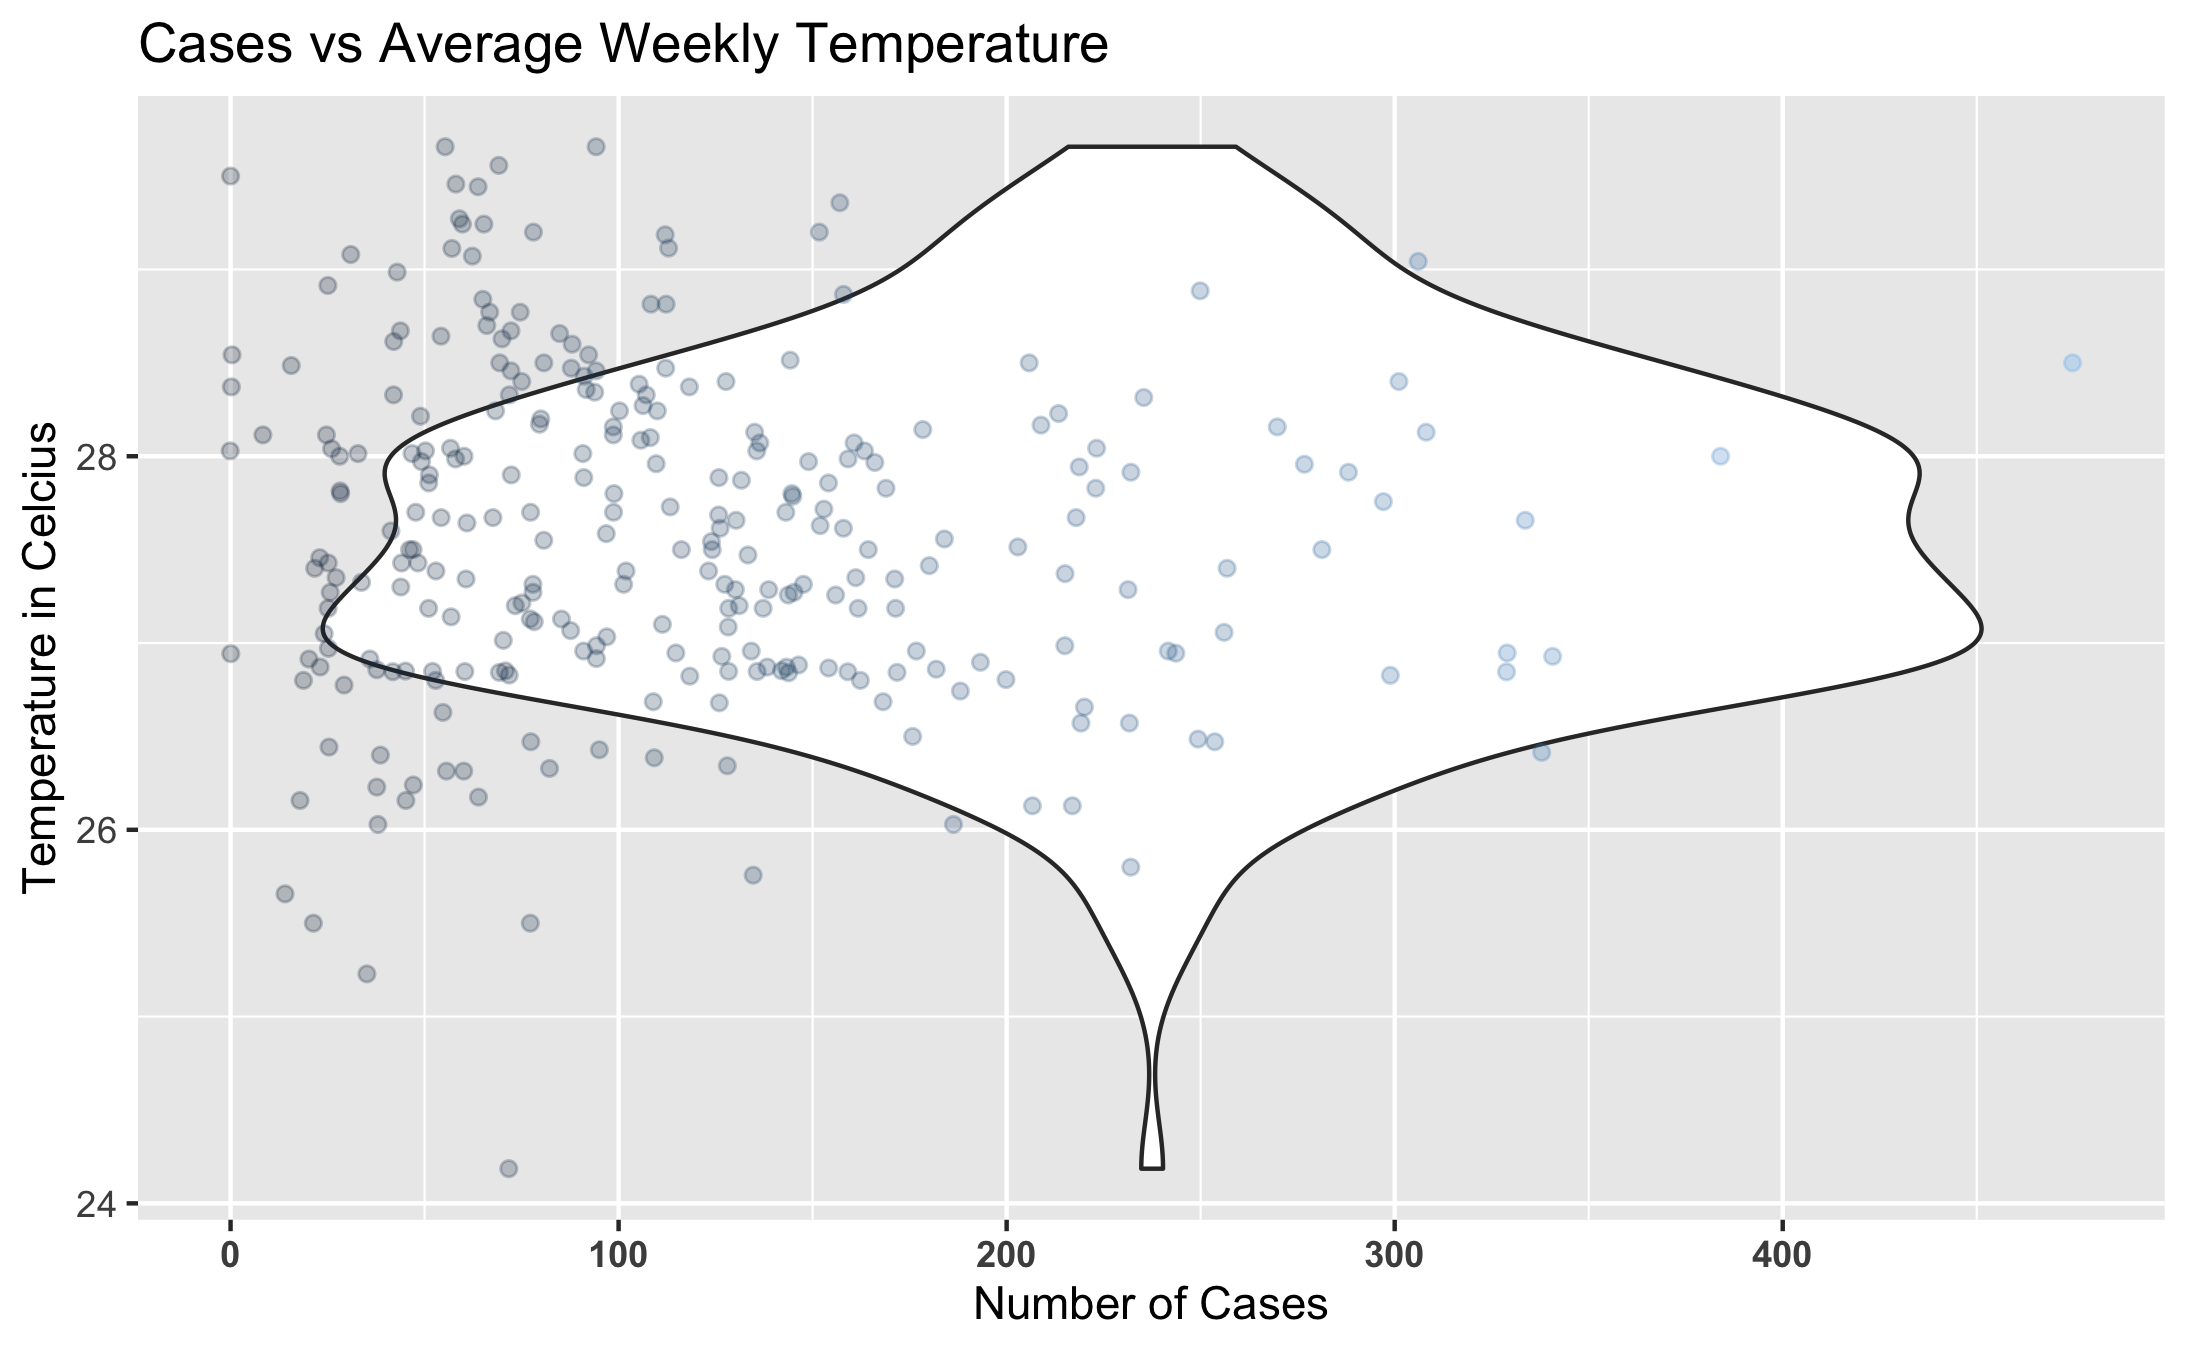 Cases vs Average Weekly Temperature
Temperature in Celcius
28
26
24
0 100 200 300 400
Number of Cases